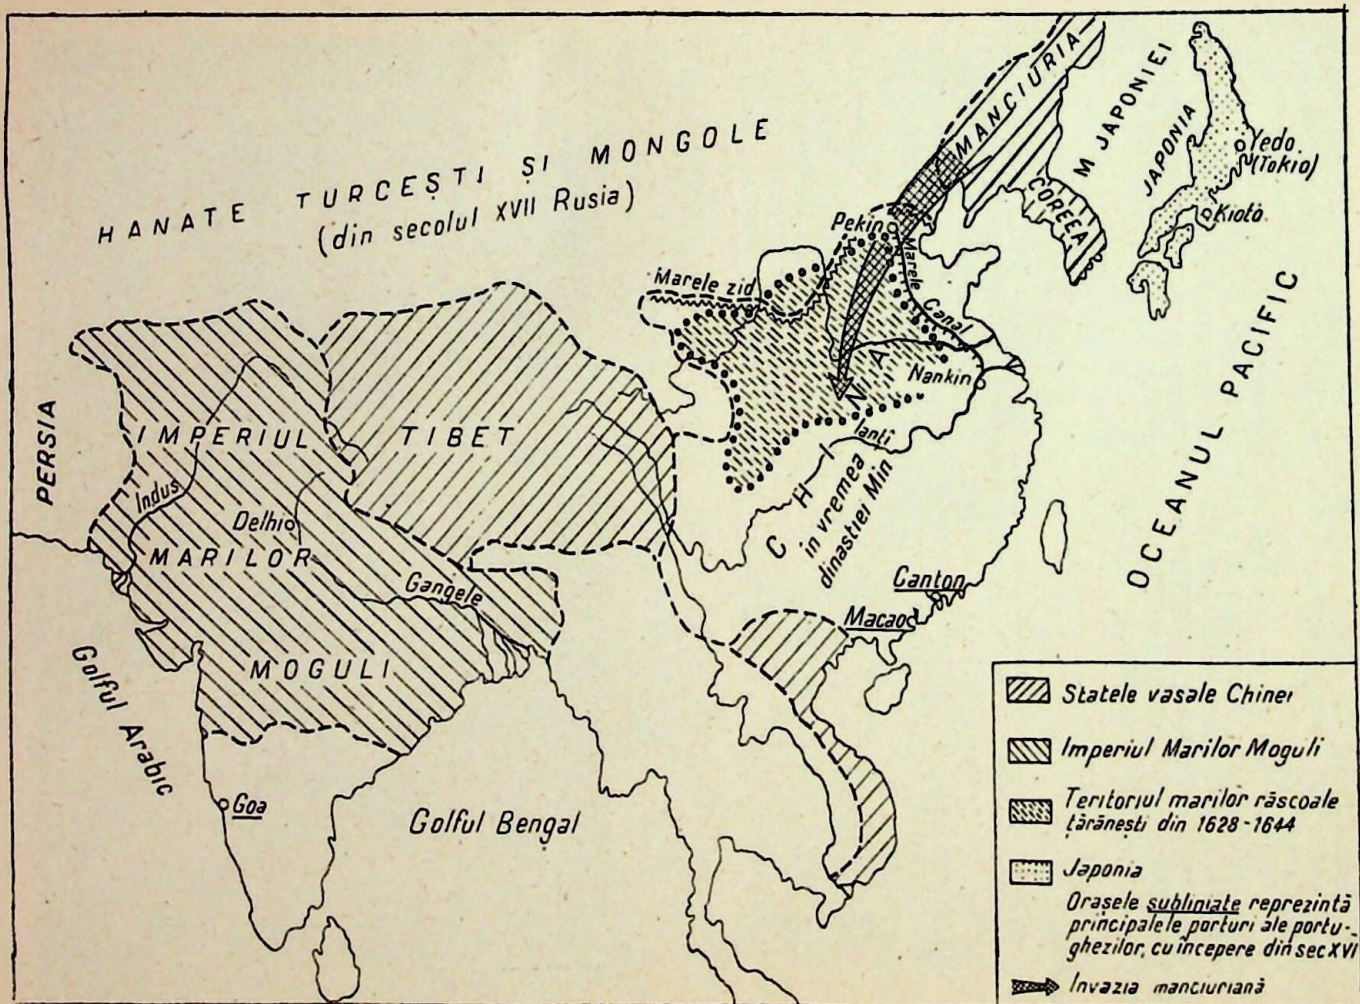 HANATE TURCEȘTI ȘI MONGOLE
(din secolul XVII Rusia)
MANCIURIA
M JAPONIEI
JAPONIA
Yedo
(Tokio)
Kioto
COREEA
Pekin
Marele Canal
Marele zid
Nankin
OCEANUL PACIFIC
PERSIA
IMPERIUL
MARILOR
MOGULI
TIBET
Indus
Delhi
Gangele
Iantî
CHINA
în vremea
dinastiei Min
Canton
Macao
Golful Arabic
Goa
Golful Bengal
Statele vasale Chinei
Imperiul Marilor Moguli
Teritoriul marilor răscoale
țărănești din 1628-1644
Japonia
Orașele subliniate reprezintă
principalele porturi ale portu-
ghezilor, cu începere din sec XVI
Invazia manciuriană